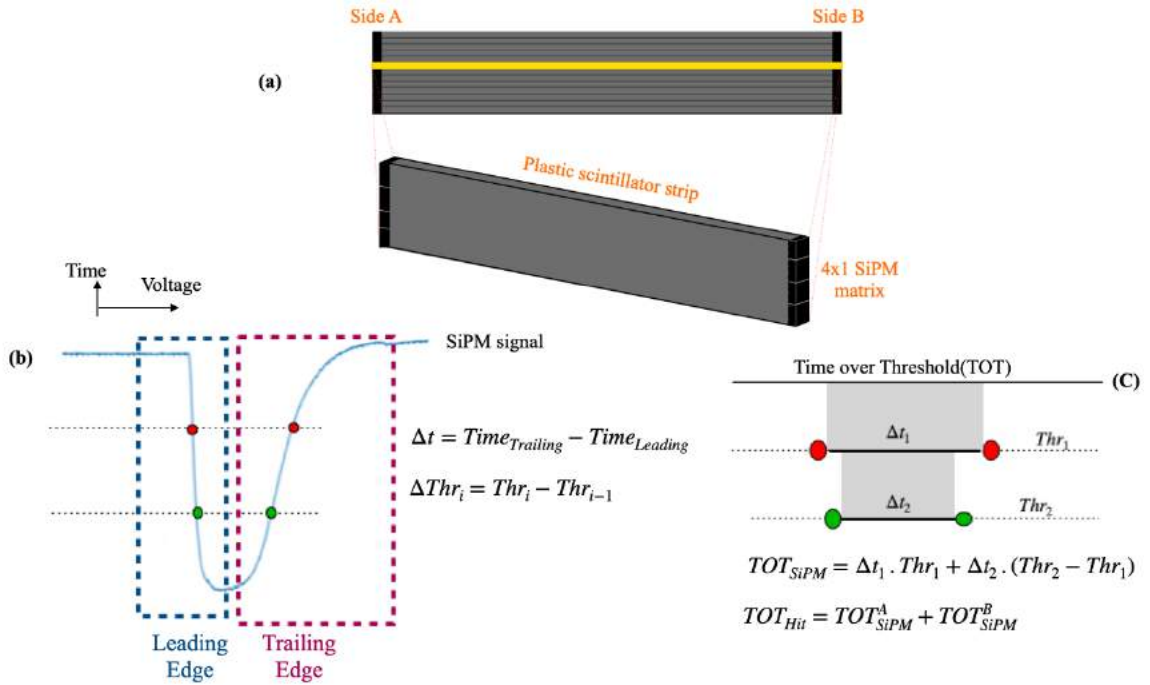 Side A
Side B
(a)
Plastic scintillator strip
4x1 SiPM
matrix
Time
Voltage
(b)
SiPM signal
Δt = Time_Trailing − Time_Leading
ΔThr_i = Thr_i − Thr_{i−1}
Leading
Edge
Trailing
Edge
Time over Threshold(TOT)
(C)
Δt_1
Thr_1
Δt_2
Thr_2
TOT_SiPM = Δt_1 . Thr_1 + Δt_2 . (Thr_2 − Thr_1)
TOT_Hit = TOT^A_SiPM + TOT^B_SiPM